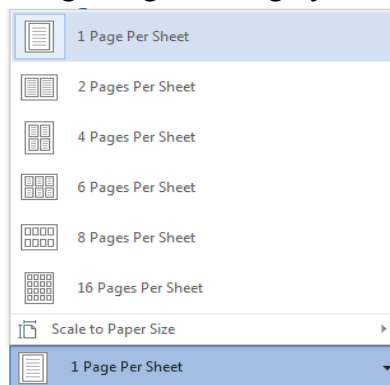 1 Page Per Sheet
2 Pages Per Sheet
4 Pages Per Sheet
6 Pages Per Sheet
8 Pages Per Sheet
16 Pages Per Sheet
Scale to Paper Size
1 Page Per Sheet